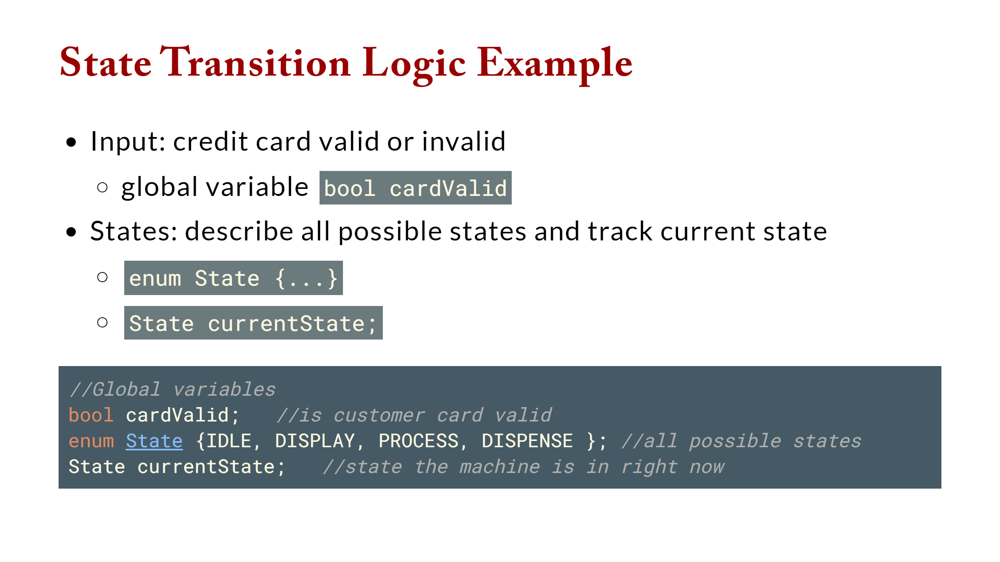 State Transition Logic Example
Input: credit card valid or invalid
global variable bool cardValid
States: describe all possible states and track current state
enum State {...}
State currentState;
//Global variables
bool cardValid;   //is customer card valid
enum State {IDLE, DISPLAY, PROCESS, DISPENSE }; //all possible states
State currentState;   //state the machine is in right now